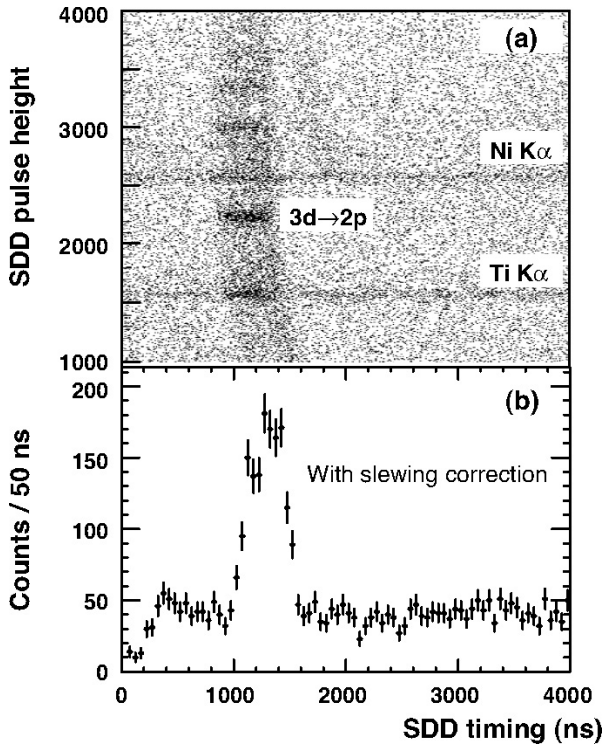 4000
(a)
SDD pulse height
3000
Ni Kα
3d→2p
2000
Ti Kα
1000
200
(b)
150
With slewing correction
Counts / 50 ns
100
50
0
0 1000 2000 3000 4000
SDD timing (ns)